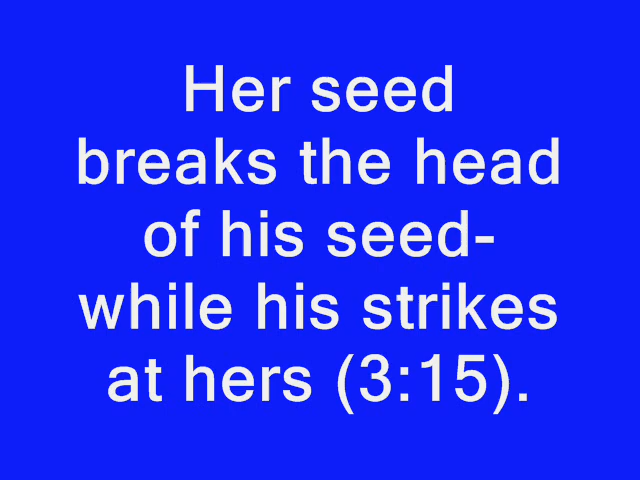 Her seed
breaks the head
of his seed-
while his strikes
at hers (3:15).